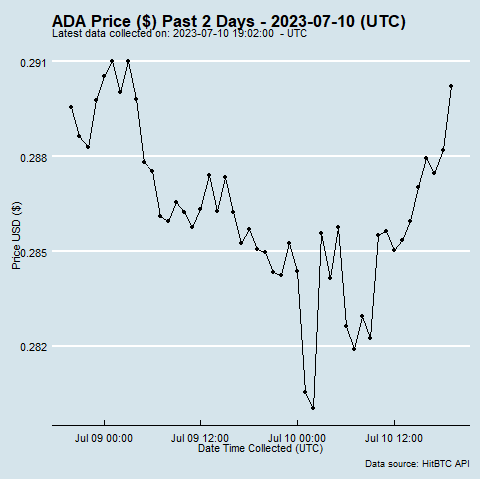 ADA Price ($) Past 2 Days - 2023-07-10 (UTC)
Latest data collected on: 2023-07-10 19:02:00 - UTC
0.291
0.288
0.285
0.282
Price USD ($)
Jul 09 00:00
Jul 09 12:00
Jul 10 00:00
Jul 10 12:00
Date Time Collected (UTC)
Data source: HitBTC API